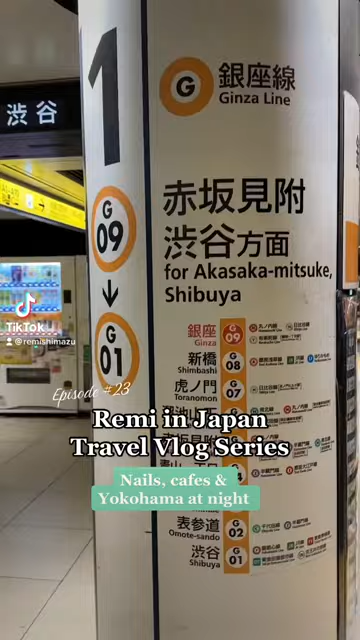 渋谷
1
G 銀座線
Ginza Line
G
09
↓
G
01
赤坂見附
渋谷方面
for Akasaka-mitsuke,
Shibuya
銀座 G
Ginza 09
新橋 G
Shimbashi 08
虎ノ門 G
Toranomon 07
表参道 G
Omote-sando 02
渋谷 G
Shibuya 01
TikTok
@remishimazu
Episode #23
Remi in Japan
Travel Vlog Series
Nails, cafes &
Yokohama at night